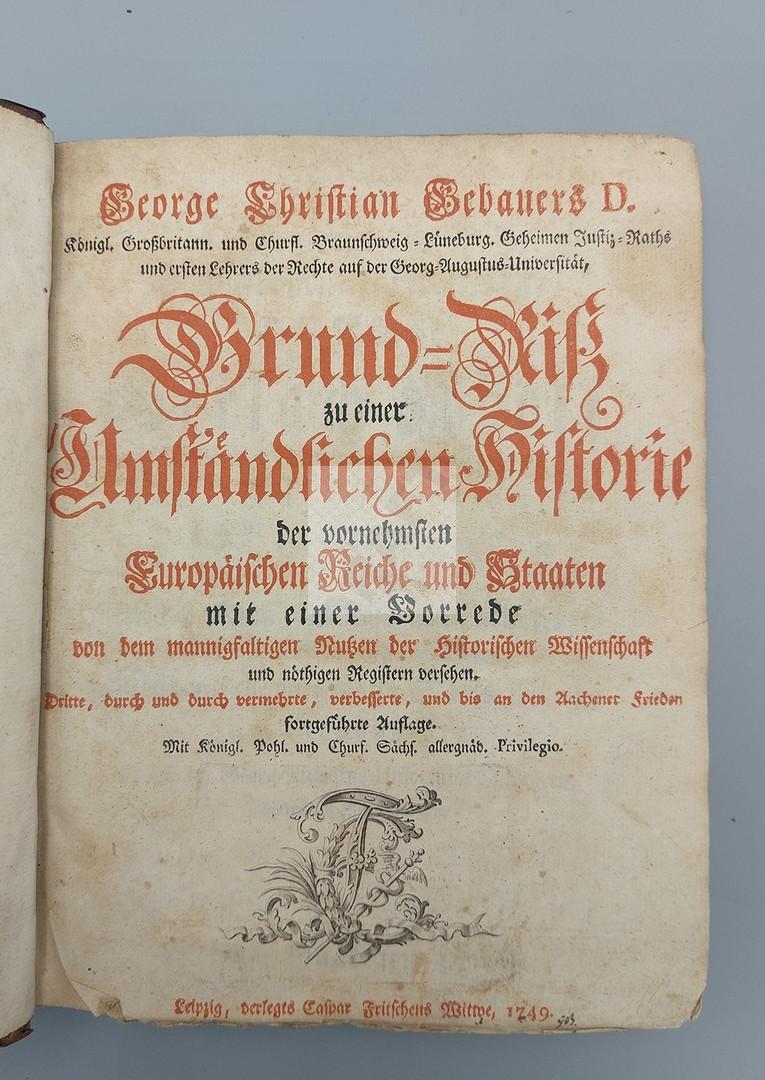 George Christian Gebauers D.
Königl. Großbritann. und Churfl. Braunschweig=Lüneburg. Geheimen Justiz=Raths
und ersten Lehrers der Rechte auf der Georg=Augustus=Universität,
Grund=Riß
zu einer
Umständlichen Historie
der vornehmsten
Europäischen Reiche und Staaten
mit einer Vorrede
von dem mannigfaltigen Nutzen der Historischen Wissenschaft
und nöthigen Registern versehen.
Dritte, durch und durch vermehrte, verbesserte, und bis an den Aachener Frieden
fortgeführte Auflage.
Mit Königl. Pohl. und Churf. Sächs. allergnäd. Privilegio.
F
Leipzig, verlegts Caspar Fritschens Wittwe, 1749.